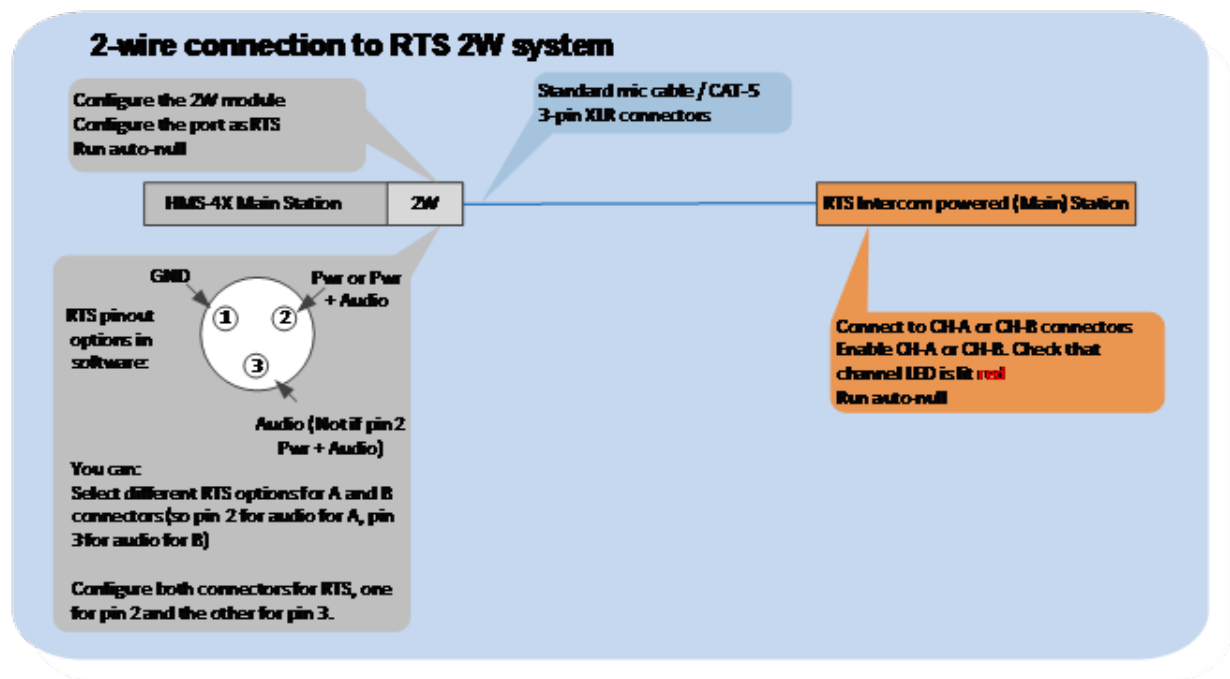 2-wire connection to RTS 2W system
Configure the 2W module
Configure the port as RTS
Run auto-null
Standard mic cable / CAT-5
3-pin XLR connectors
HMS-4X Main Station
2W
RTS Intercom powered (Main) Station
GND
Pwr or Pwr
+ Audio
RTS pinout
options in
software:
1
2
3
Audio (Not if pin 2
Pwr + Audio)
You can:
Select different RTS options for A and B
connectors (so pin 2 for audio for A, pin
3 for audio for B)
Configure both connectors for RTS, one
for pin 2 and the other for pin 3.
Connect to CH-A or CH-B connectors
Enable CH-A or CH-B. Check that
channel LED is lit red
Run auto-null